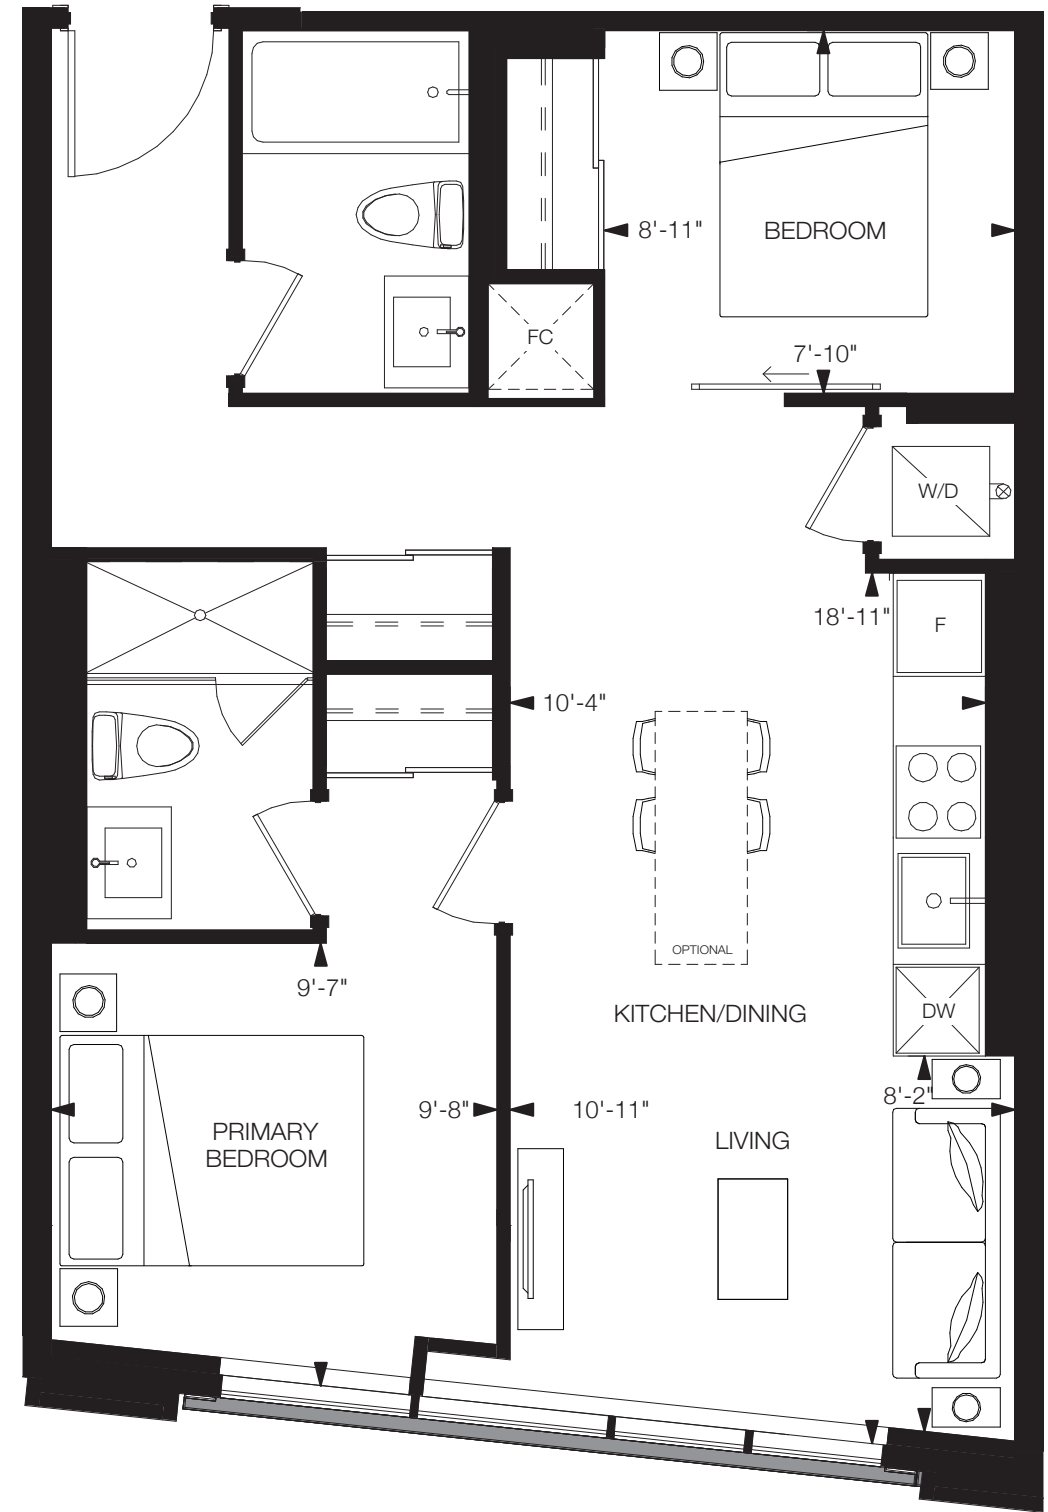 8'-11"
BEDROOM
FC
7'-10"
W/D
18'-11"
F
10'-4"
OPTIONAL
9'-7"
KITCHEN/DINING
DW
8'-2"
9'-8"
10'-11"
PRIMARY
BEDROOM
LIVING